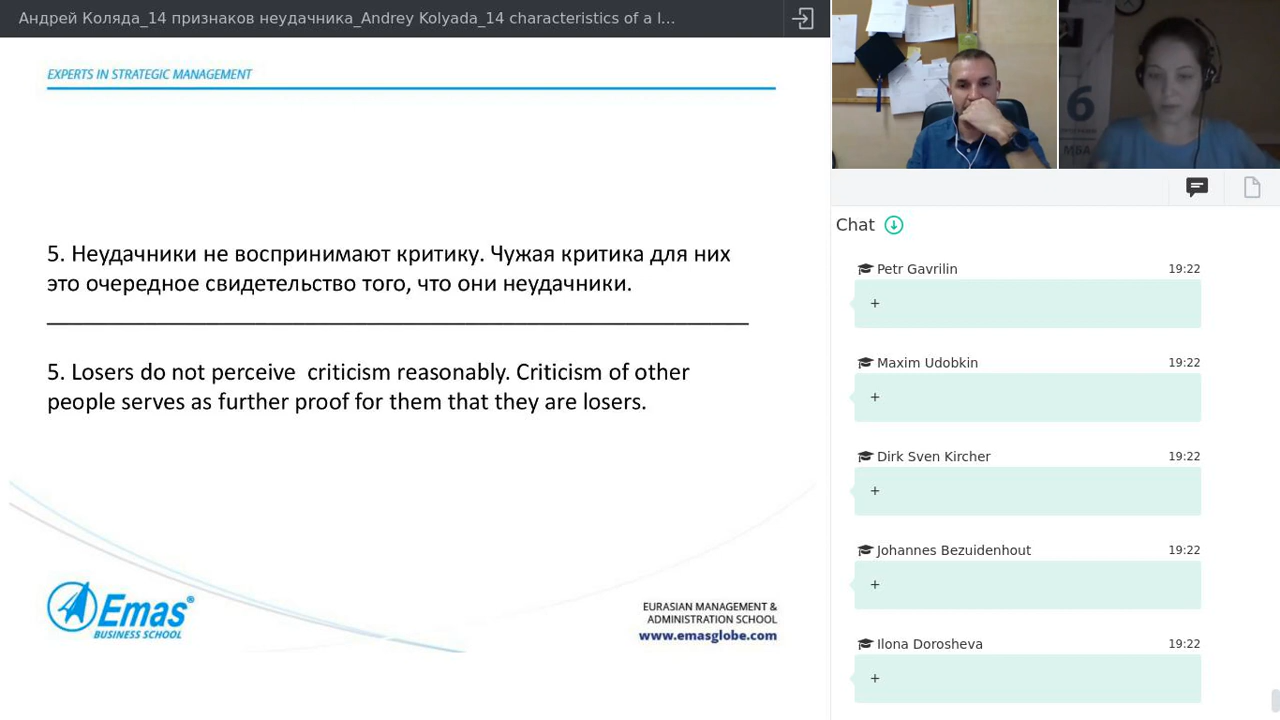 Андрей Коляда_14 признаков неудачника_Andrey Kolyada_14 characteristics of a l...
EXPERTS IN STRATEGIC MANAGEMENT
5. Неудачники не воспринимают критику. Чужая критика для них
это очередное свидетельство того, что они неудачники.
5. Losers do not perceive criticism reasonably. Criticism of other
people serves as further proof for them that they are losers.
Emas®
BUSINESS SCHOOL
EURASIAN MANAGEMENT &
ADMINISTRATION SCHOOL
www.emasglobe.com
6
МБА
Chat
Petr Gavrilin 19:22
+
Maxim Udobkin 19:22
+
Dirk Sven Kircher 19:22
+
Johannes Bezuidenhout 19:22
+
Ilona Dorosheva 19:22
+